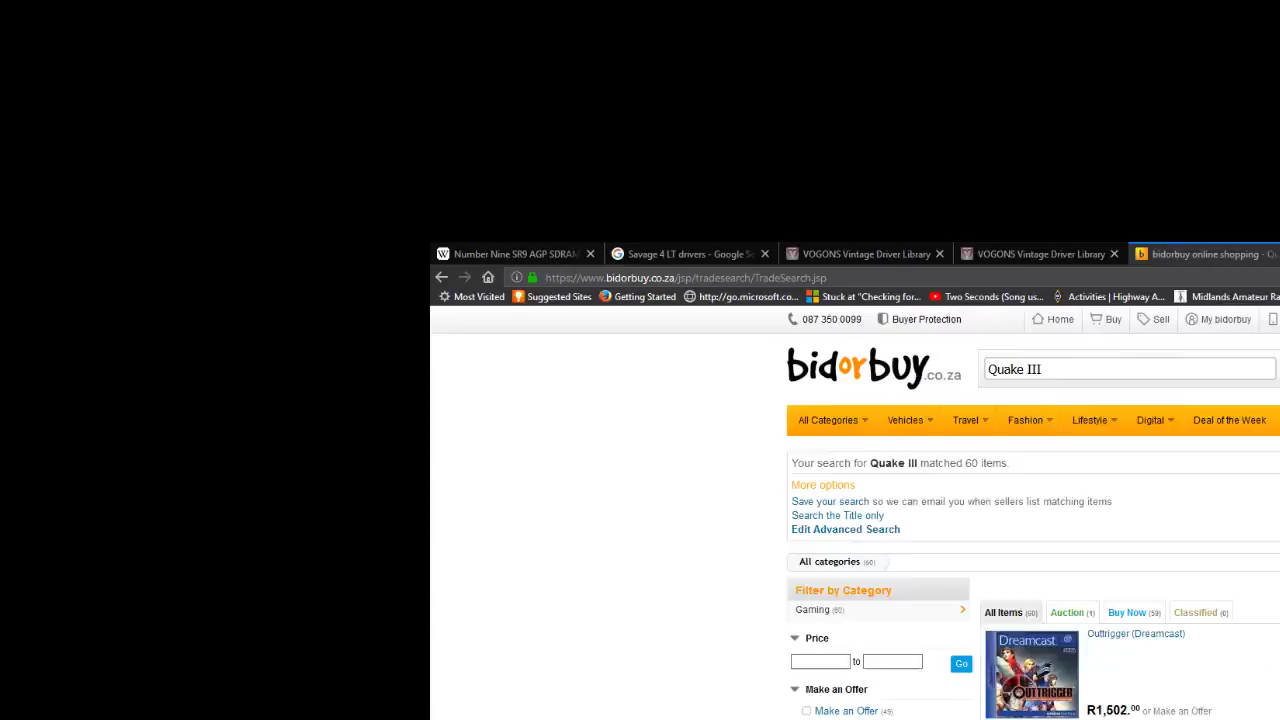 Number Nine SR9 AGP SDRAM
Savage 4 LT drivers - Google Se
VOGONS Vintage Driver Library
VOGONS Vintage Driver Library
bidorbuy online shopping - Qu
https://www.bidorbuy.co.za/jsp/tradesearch/TradeSearch.jsp
Most Visited
Suggested Sites
Getting Started
http://go.microsoft.co...
Stuck at "Checking for...
Two Seconds (Song us...
Activities | Highway A...
Midlands Amateur Ra
087 350 0099
Buyer Protection
Home
Buy
Sell
My bidorbuy
bidorbuy.co.za
Quake III
All Categories
Vehicles
Travel
Fashion
Lifestyle
Digital
Deal of the Week
Your search for Quake III matched 60 items.
More options
Save your search so we can email you when sellers list matching items
Search the Title only
Edit Advanced Search
All categories (60)
Filter by Category
Gaming (60)
Price
to
Go
Make an Offer
Make an Offer (49)
All Items (60)
Auction (1)
Buy Now (59)
Classified (0)
Outtrigger (Dreamcast)
Dreamcast
OUTTRIGGER
R1,502.00 or Make an Offer